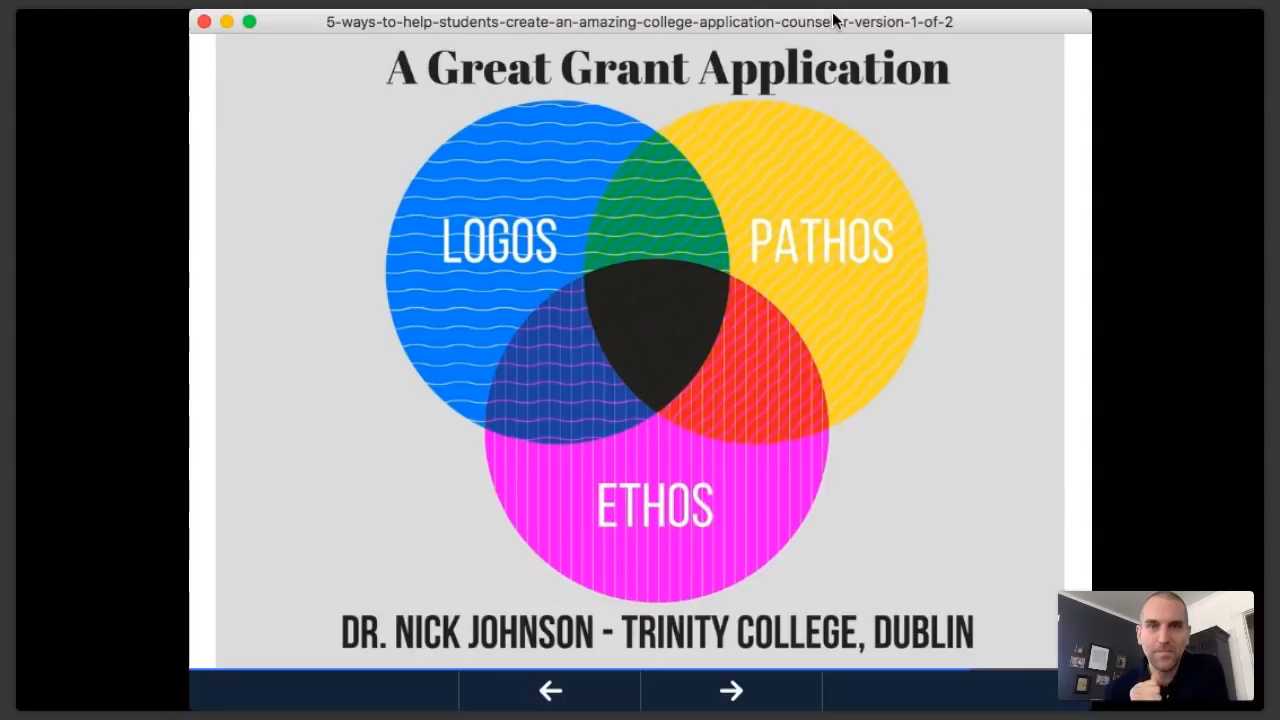 5-ways-to-help-students-create-an-amazing-college-application-counselor-version-1-of-2
A Great Grant Application
LOGOS
PATHOS
ETHOS
DR. NICK JOHNSON - TRINITY COLLEGE, DUBLIN